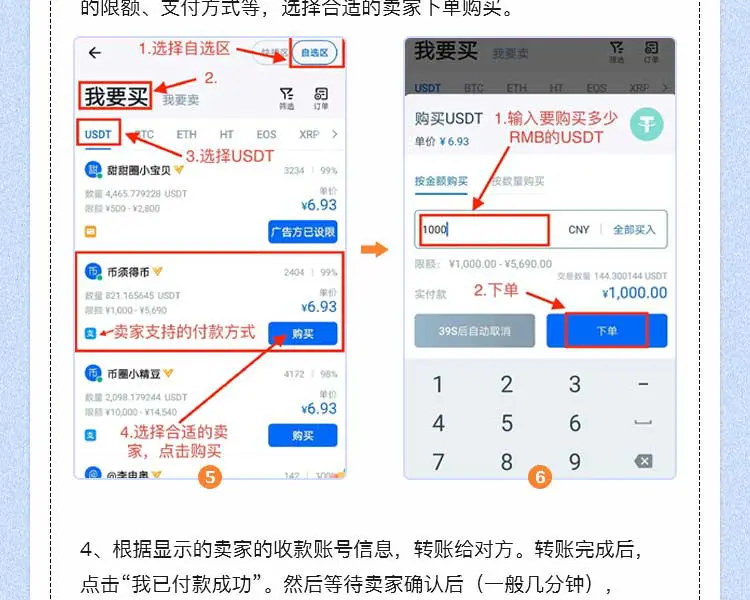 的限额、支付方式等，选择合适的卖家下单购买。
1.选择自选区
自选区
2.
我要买
我要卖
筛选
订单
USDT
BTC
ETH
HT
EOS
XRP
3.选择USDT
甜甜圈小宝贝
3234 | 99%
数量 4,465.779228 USDT
单价
限额 ¥500 - ¥2,800
¥6.93
广告方已设限
币须得币
2404 | 99%
数量 821.165645 USDT
单价
限额 ¥1,000 - ¥5,690
¥6.93
卖家支持的付款方式
购买
币圈小精豆
4172 | 98%
数量 2,098.179244 USDT
单价
限额 ¥10,000 - ¥14,540
¥6.93
购买
4.选择合适的卖
家，点击购买
5
我要买
我要卖
筛选
订单
USDT
BTC
ETH
HT
EOS
XRP
购买USDT
单价 ¥ 6.93
1.输入要购买多少
RMB的USDT
按金额购买
按数量购买
1000
CNY
全部买入
限额： ¥1,000.00 - ¥5,690.00
交易数量 144.300144 USDT
实付款
¥1,000.00
2.下单
39S后自动取消
下单
1
2
3
-
4
5
6
7
8
9
6
4、根据显示的卖家的收款账号信息，转账给对方。转账完成后，
点击“我已付款成功”。然后等待卖家确认后（一般几分钟），